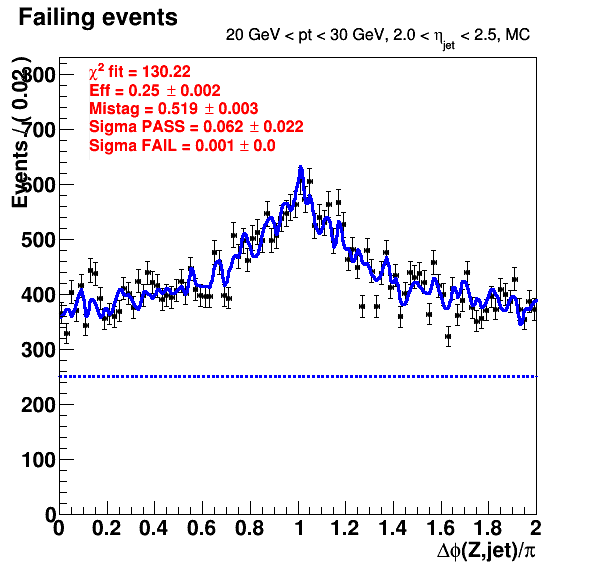 Failing events
20 GeV < pt < 30 GeV, 2.0 < η_jet < 2.5, MC
χ² fit = 130.22
Eff = 0.25 ± 0.002
Mistag = 0.519 ± 0.003
Sigma PASS = 0.062 ± 0.022
Sigma FAIL = 0.001 ± 0.0
Events / ( 0.02 )
800
700
600
500
400
300
200
100
0
0 0.2 0.4 0.6 0.8 1 1.2 1.4 1.6 1.8 2
Δϕ(Z,jet)/π